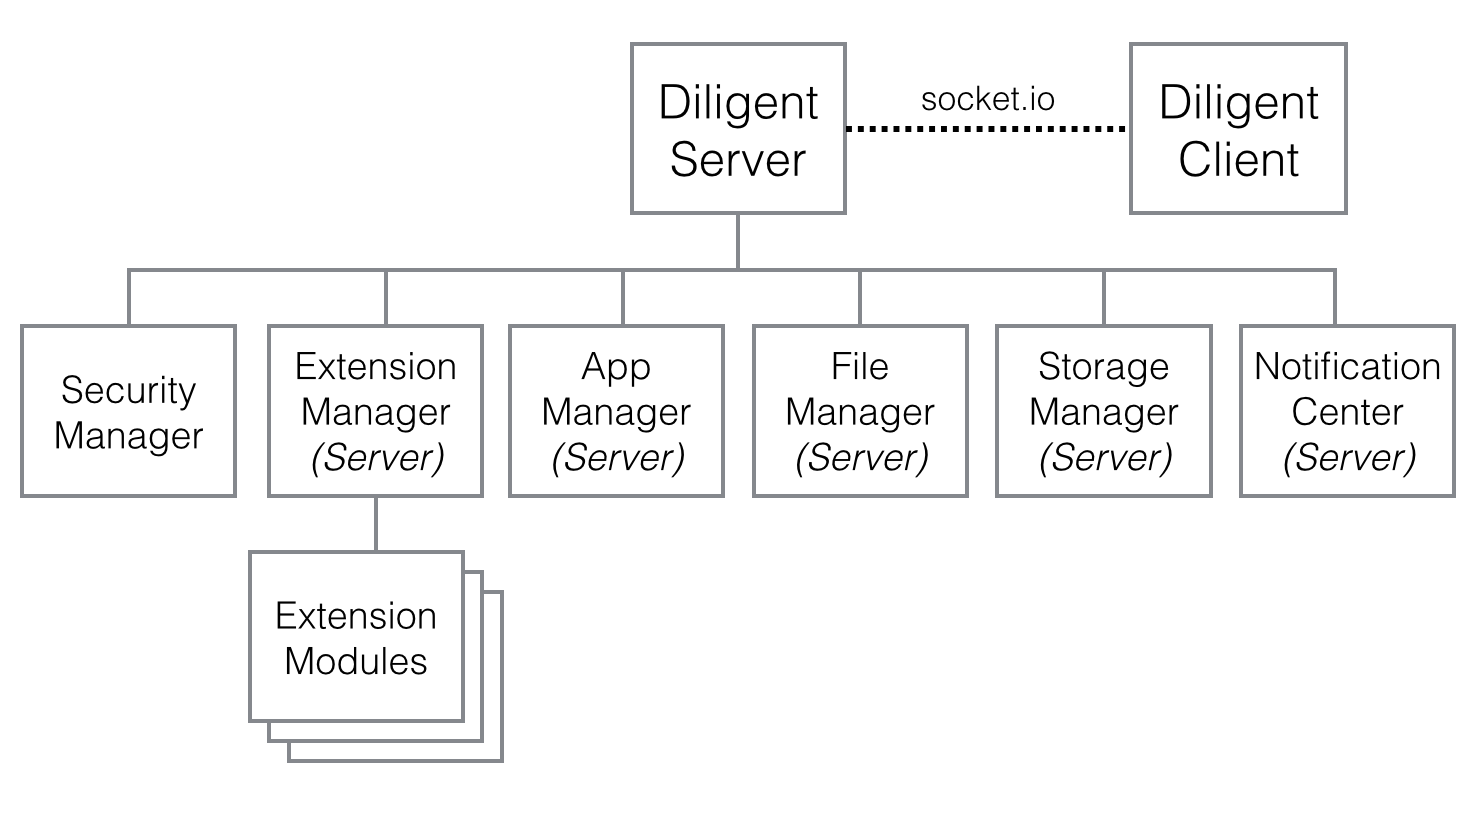 Diligent
Server
socket.io
Diligent
Client
Security
Manager
Extension
Manager
(Server)
App
Manager
(Server)
File
Manager
(Server)
Storage
Manager
(Server)
Notification
Center
(Server)
Extension
Modules